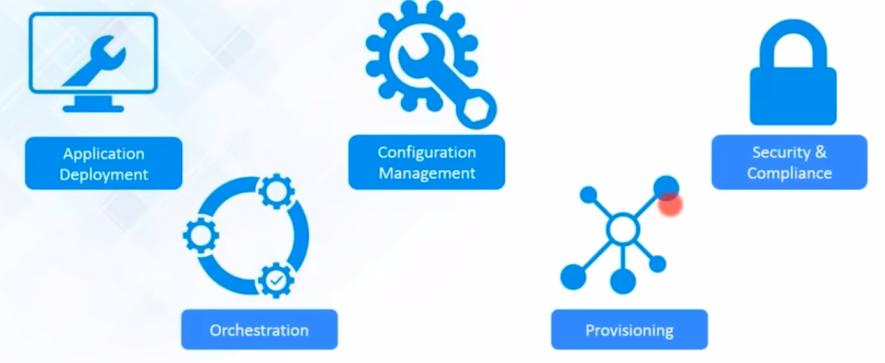 Application
Deployment
Configuration
Management
Security &
Compliance
Orchestration
Provisioning